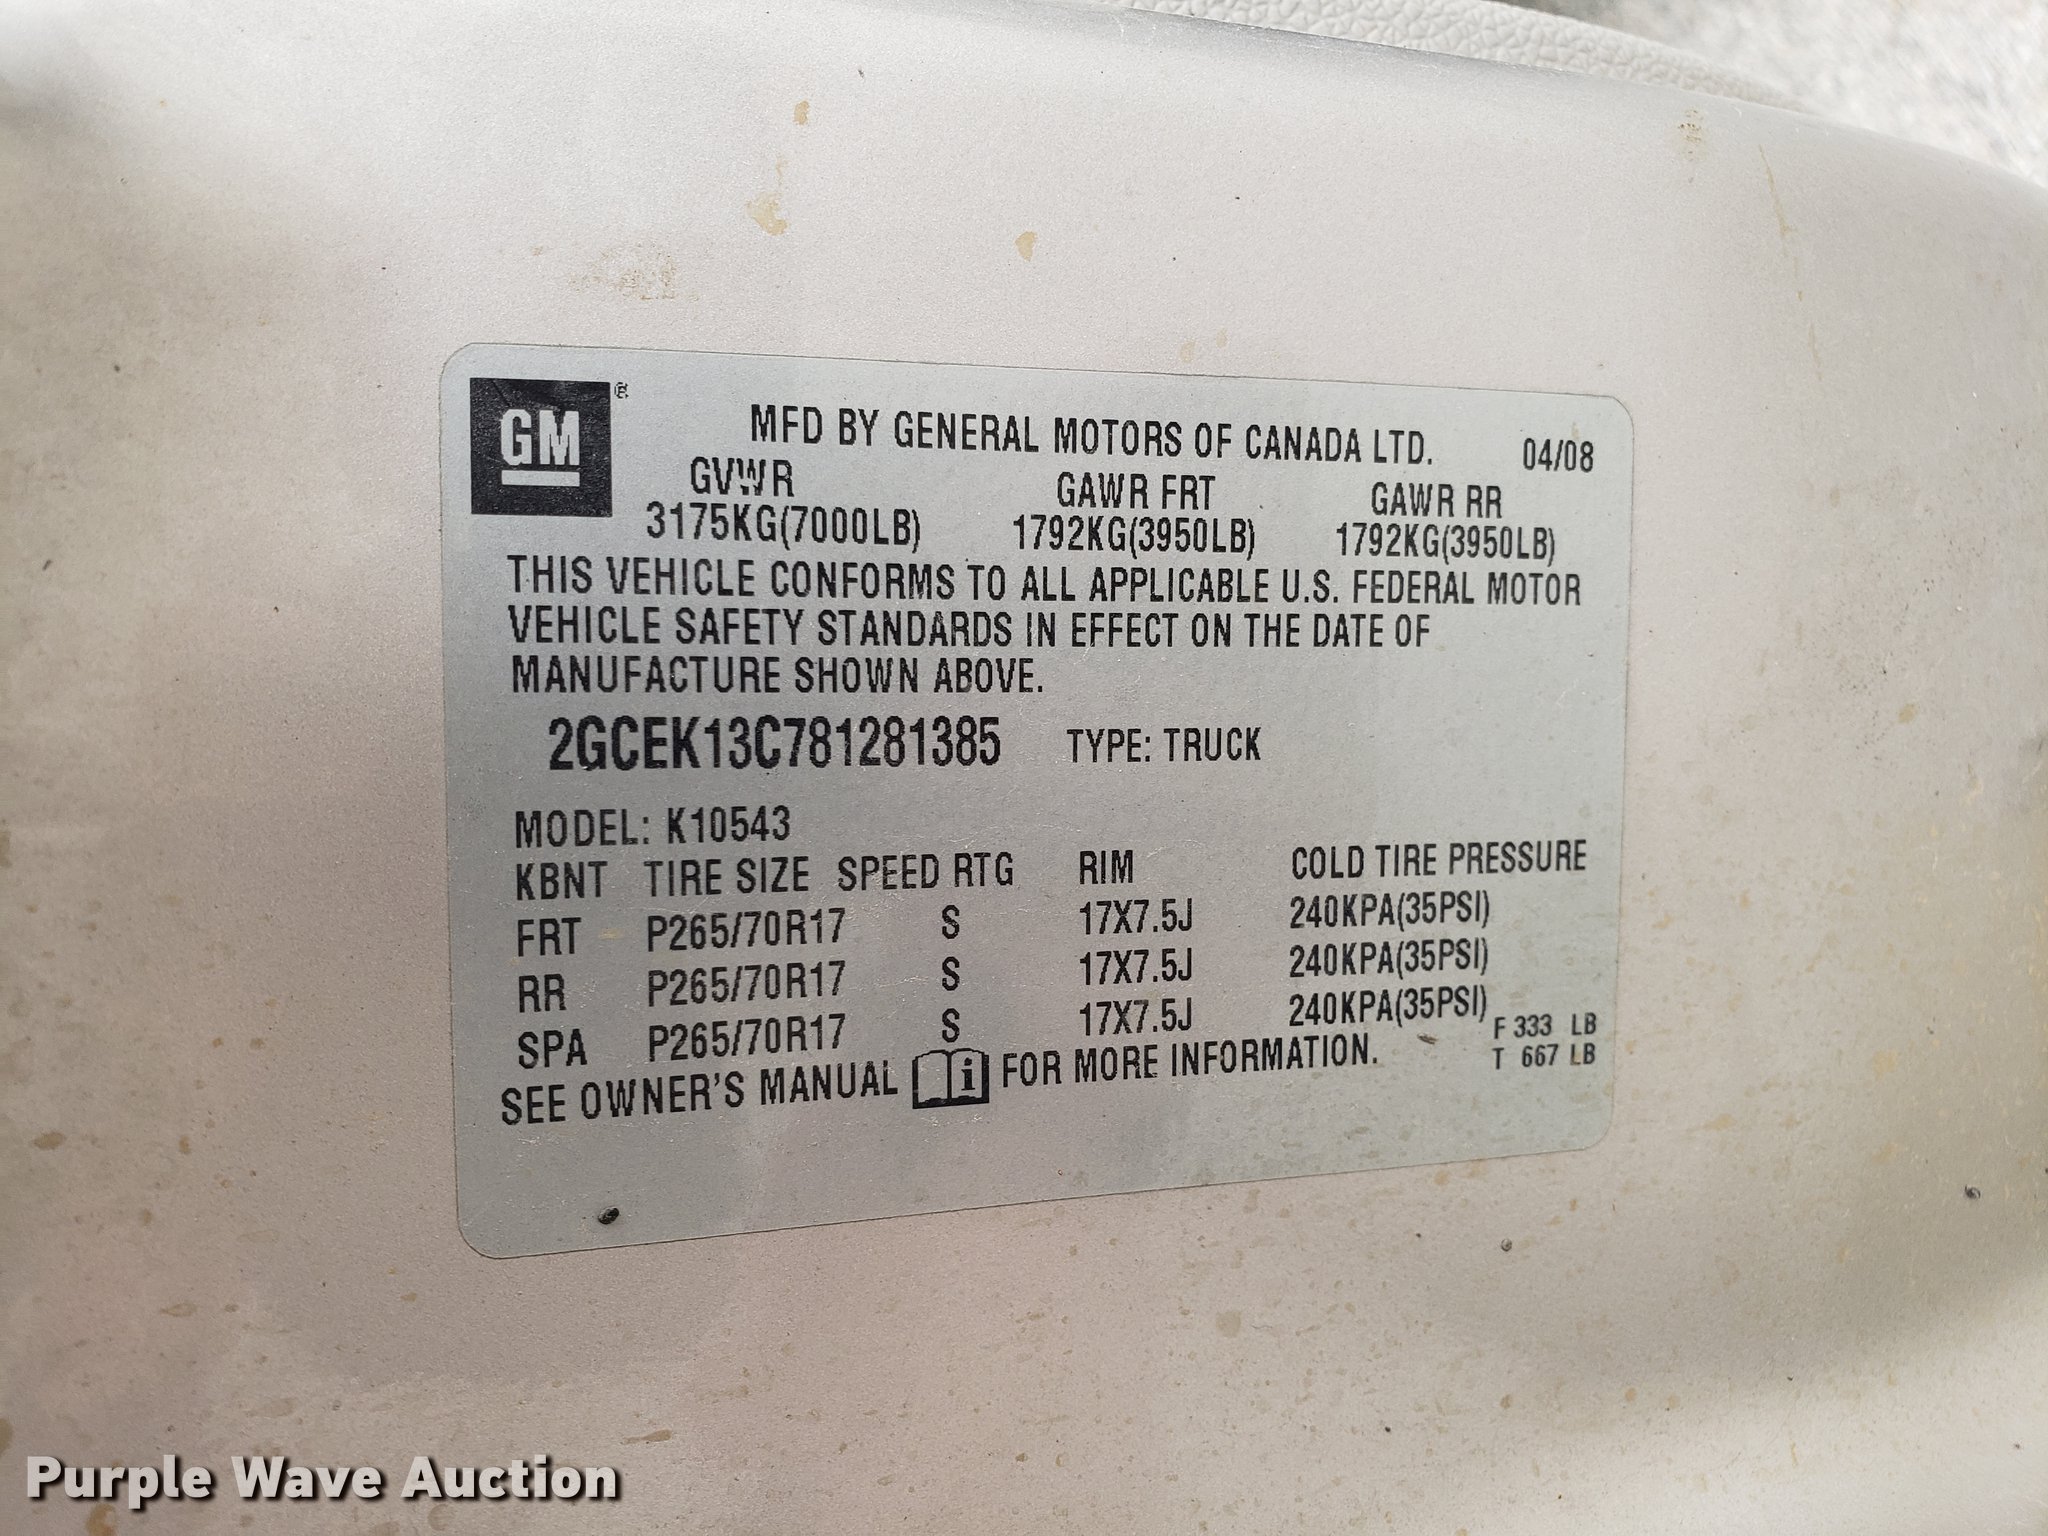 GM ®
MFD BY GENERAL MOTORS OF CANADA LTD. 04/08
GVWR GAWR FRT GAWR RR
3175KG(7000LB) 1792KG(3950LB) 1792KG(3950LB)
THIS VEHICLE CONFORMS TO ALL APPLICABLE U.S. FEDERAL MOTOR
VEHICLE SAFETY STANDARDS IN EFFECT ON THE DATE OF
MANUFACTURE SHOWN ABOVE.
2GCEK13C781281385 TYPE: TRUCK
MODEL: K10543
KBNT TIRE SIZE SPEED RTG RIM COLD TIRE PRESSURE
FRT P265/70R17 S 17X7.5J 240KPA(35PSI)
RR P265/70R17 S 17X7.5J 240KPA(35PSI)
SPA P265/70R17 S 17X7.5J 240KPA(35PSI)
F 333 LB
T 667 LB
SEE OWNER'S MANUAL i FOR MORE INFORMATION.
Purple Wave Auction